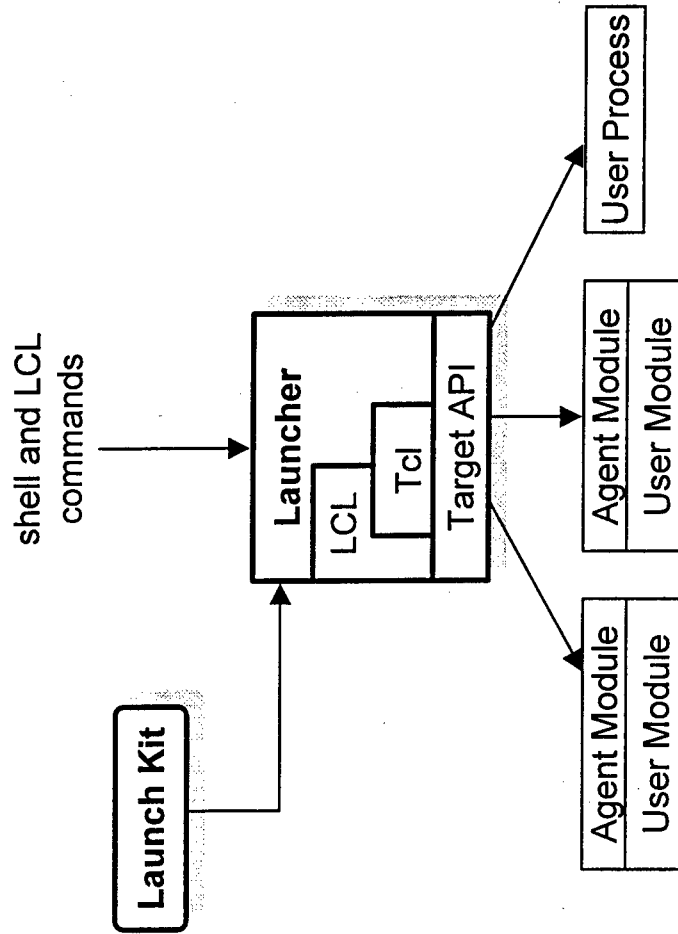 shell and LCL
commands
Launch Kit
Launcher
LCL
Tcl
Target API
Agent Module
User Module
Agent Module
User Module
User Process